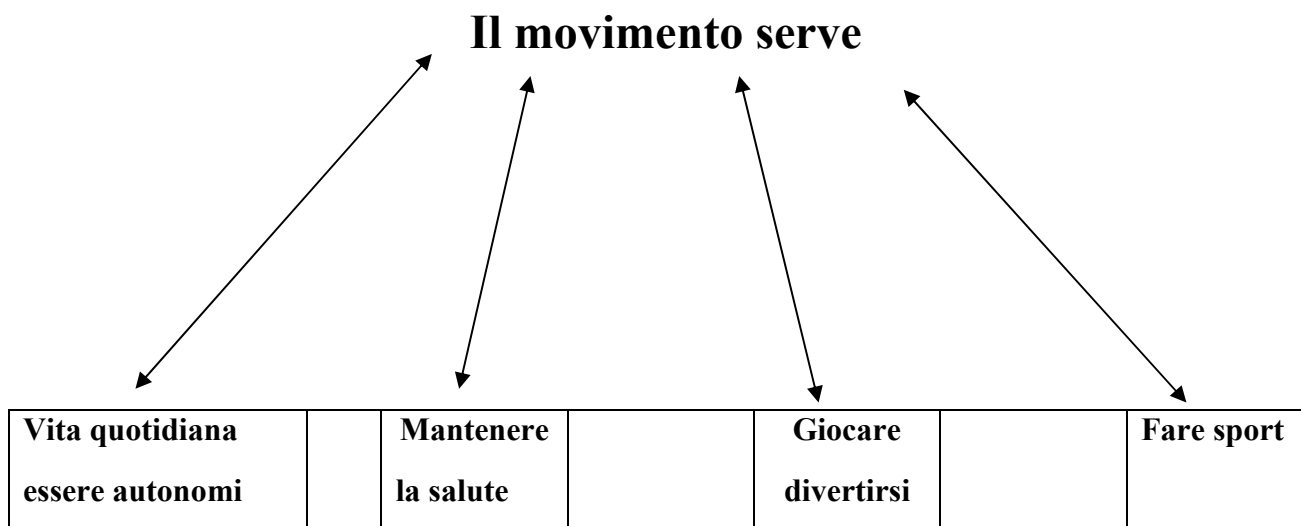 Il movimento serve
Vita quotidiana
essere autonomi
Mantenere
la salute
Giocare
divertirsi
Fare sport